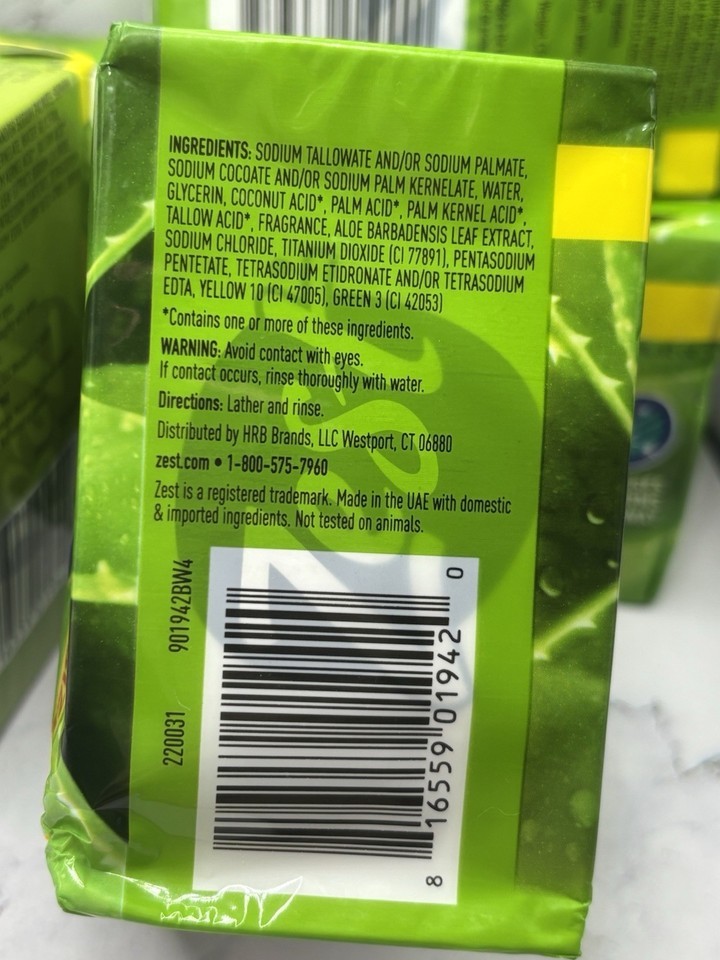 INGREDIENTS: SODIUM TALLOWATE AND/OR SODIUM PALMATE,
SODIUM COCOATE AND/OR SODIUM PALM KERNELATE, WATER,
GLYCERIN, COCONUT ACID*, PALM ACID*, PALM KERNEL ACID*,
TALLOW ACID*, FRAGRANCE, ALOE BARBADENSIS LEAF EXTRACT,
SODIUM CHLORIDE, TITANIUM DIOXIDE (CI 77891), PENTASODIUM
PENTETATE, TETRASODIUM ETIDRONATE AND/OR TETRASODIUM
EDTA, YELLOW 10 (CI 47005), GREEN 3 (CI 42053)
*Contains one or more of these ingredients.
WARNING: Avoid contact with eyes.
If contact occurs, rinse thoroughly with water.
Directions: Lather and rinse.
Distributed by HRB Brands, LLC Westport, CT 06880
zest.com • 1-800-575-7960
Zest is a registered trademark. Made in the UAE with domestic
& imported ingredients. Not tested on animals.
Zest
220031 901942BW4
8 16559 01942 0